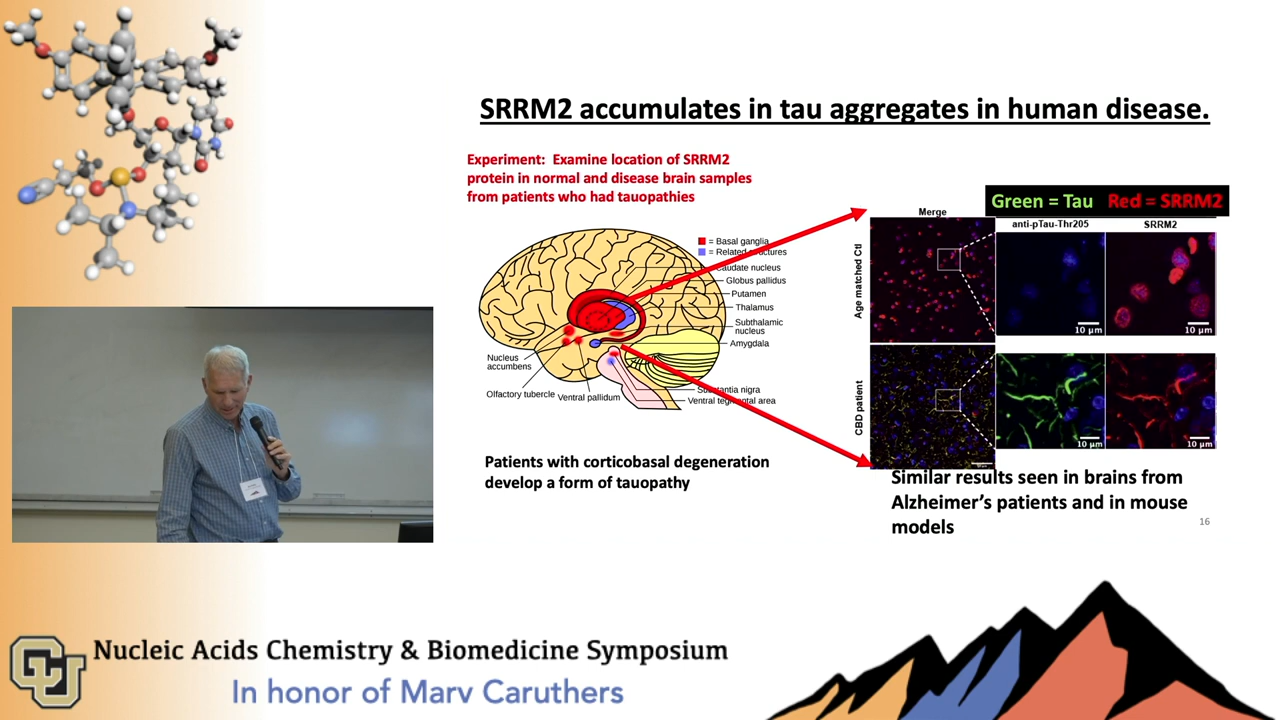 SRRM2 accumulates in tau aggregates in human disease.
Experiment: Examine location of SRRM2
protein in normal and disease brain samples
from patients who had tauopathies
Green = Tau Red = SRRM2
Merge
anti-pTau-Thr205
SRRM2
Age matched Ctl
10 µm
10 µm
CBD patient
10 µm
10 µm
= Basal ganglia
= Related structures
Caudate nucleus
Globus pallidus
Putamen
Thalamus
Subthalamic
nucleus
Amygdala
Nucleus
accumbens
Olfactory tubercle
Ventral pallidum
Substantia nigra
Ventral tegmental area
Patients with corticobasal degeneration
develop a form of tauopathy
Similar results seen in brains from
Alzheimer's patients and in mouse
models
16
CU
Nucleic Acids Chemistry & Biomedicine Symposium
In honor of Marv Caruthers